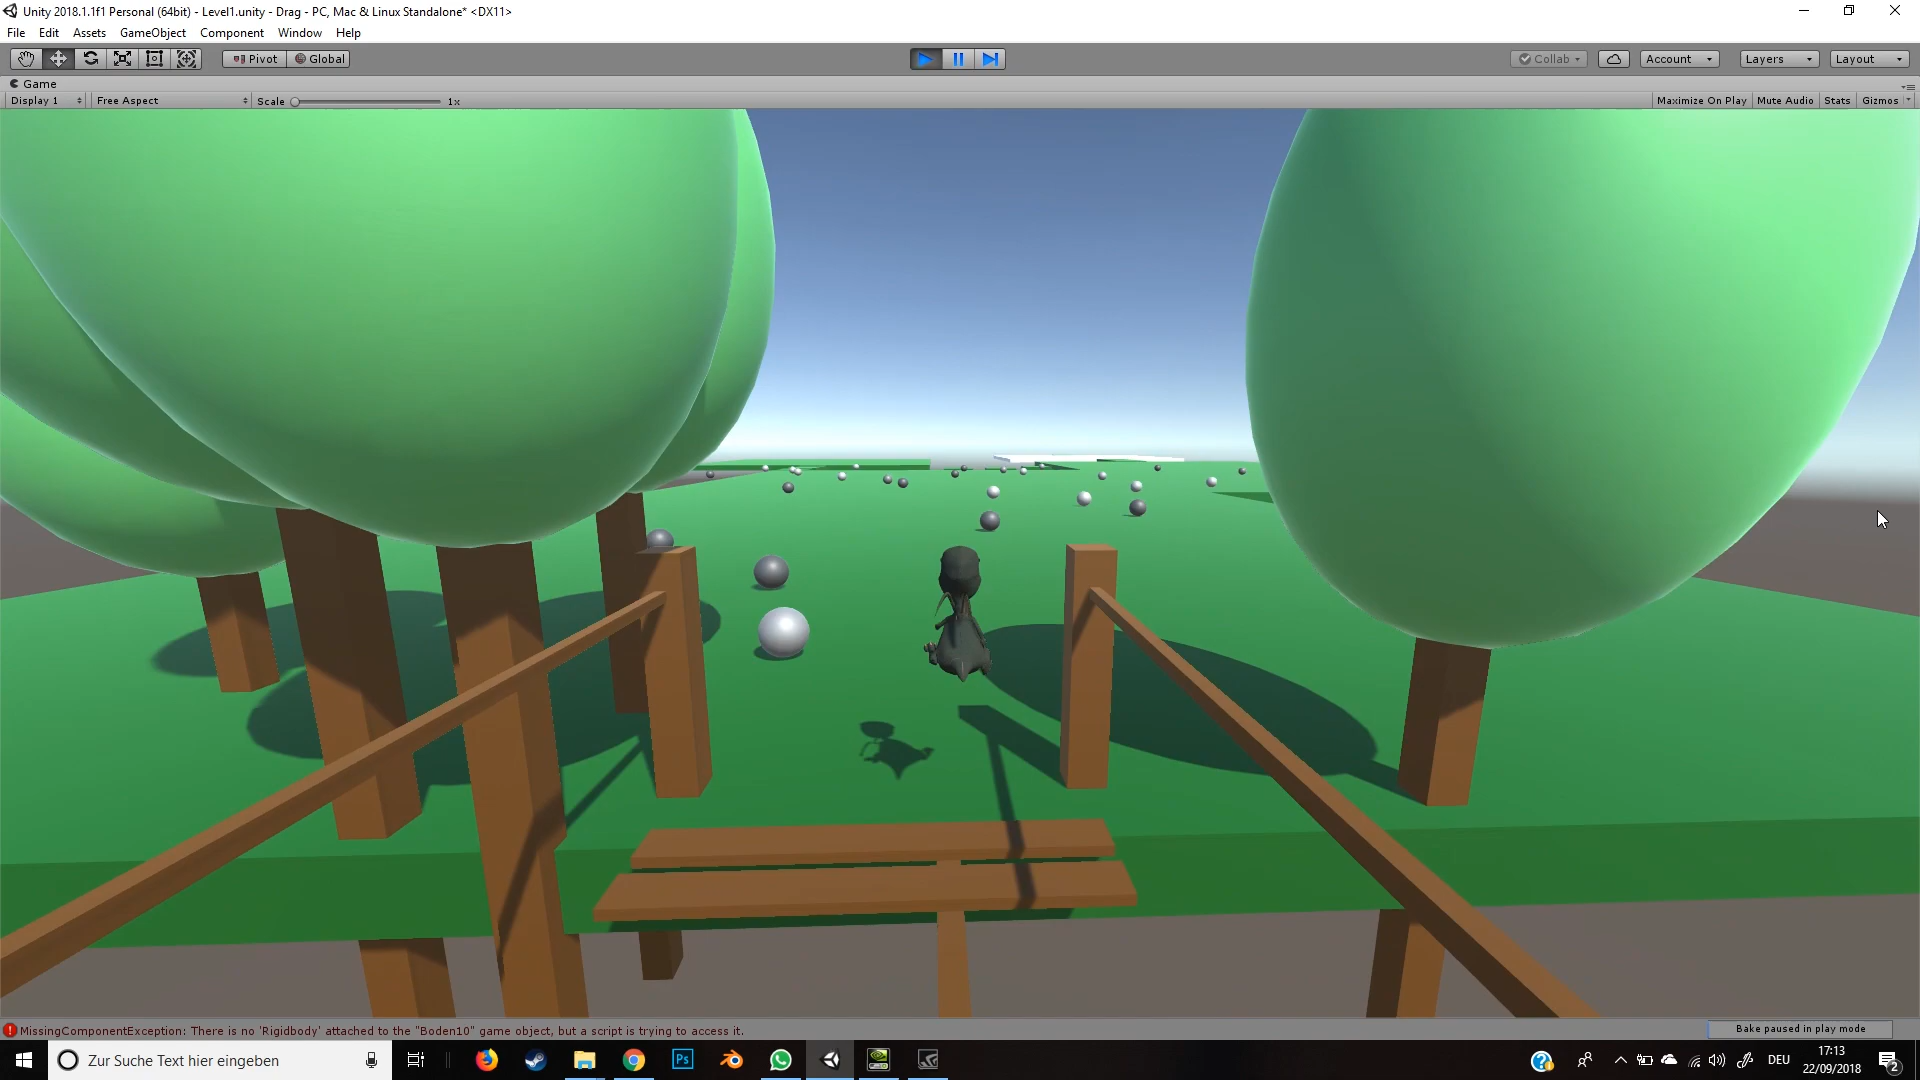 Unity 2018.1.1f1 Personal (64bit) - Level1.unity - Drag - PC, Mac & Linux Standalone* <DX11>
File Edit Assets GameObject Component Window Help
Pivot Global Collab Account Layers Layout
Game
Display 1 Free Aspect Scale 1x Maximize On Play Mute Audio Stats Gizmos
MissingComponentException: There is no 'Rigidbody' attached to the "Boden10" game object, but a script is trying to access it.
Bake paused in play mode
Zur Suche Text hier eingeben
Ps
DEU
17:13
22/09/2018
2